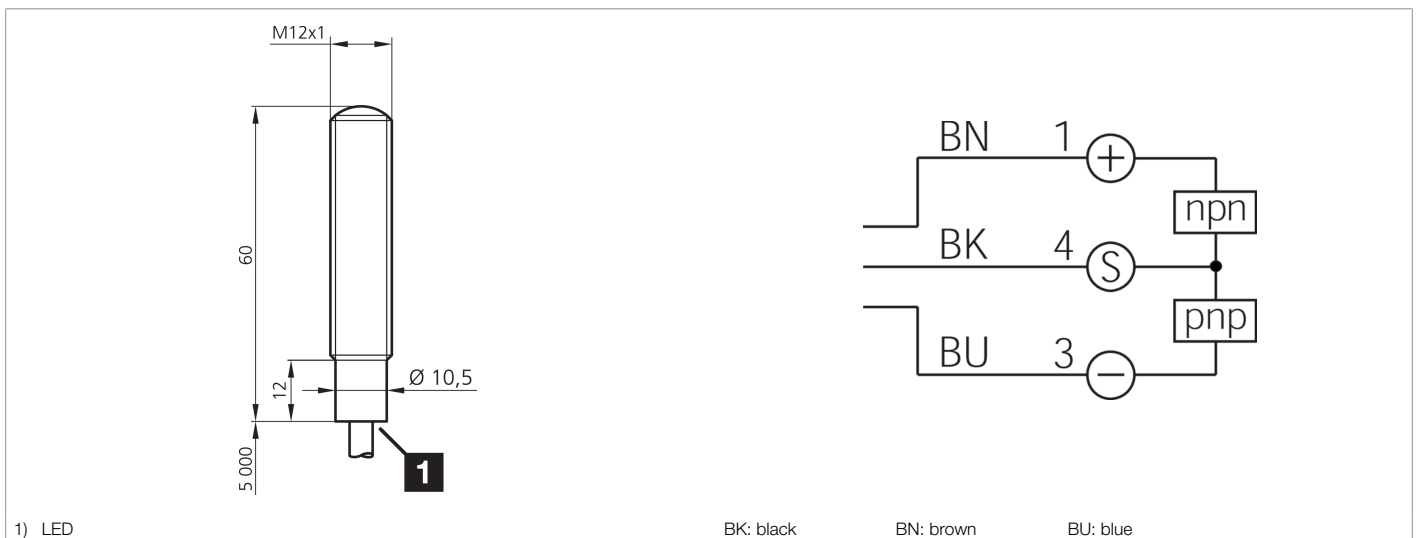 M12x1
60
12
Ø 10,5
5 000
1
BN 1 +
npn
BK 4 S
pnp
BU 3 −
1) LED
BK: black BN: brown BU: blue